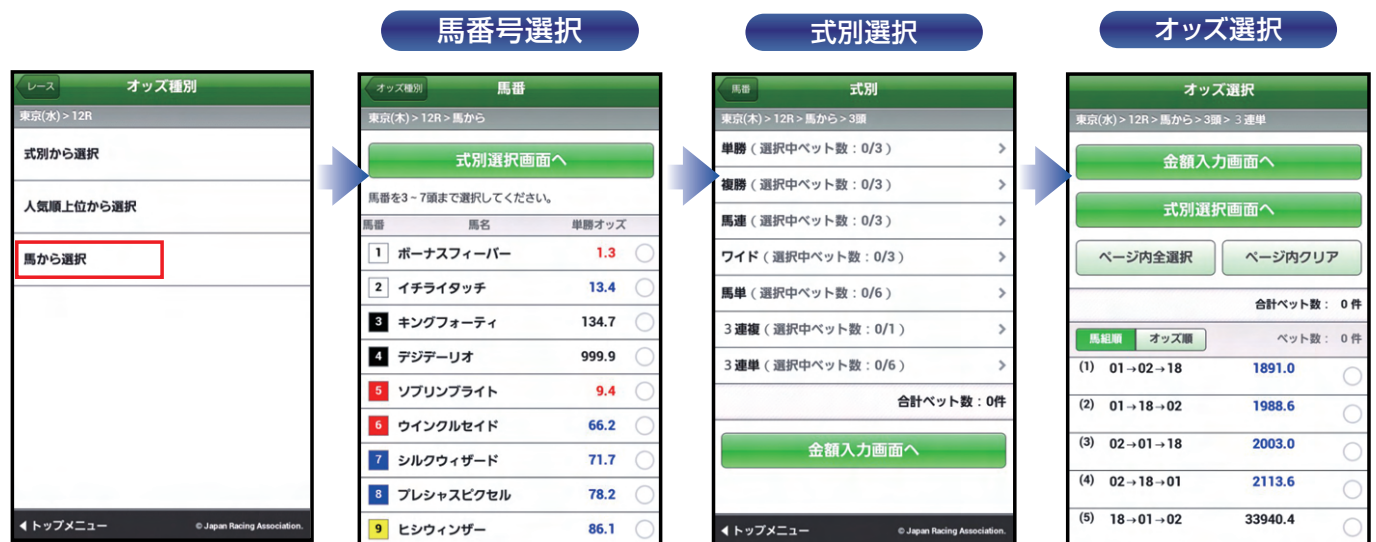 馬番号選択
式別選択
オッズ選択
レース
オッズ種別
東京(水)>12R
式別から選択
人気順上位から選択
馬から選択
◀トップメニュー
© Japan Racing Association.
オッズ種別
馬番
東京(木)>12R>馬から
式別選択画面へ
馬を3~7頭まで選択してください。
馬番 馬名 単勝オッズ
1 ボーナスフィーバー 1.3
2 イチライタッチ 13.4
3 キングフォーティ 134.7
4 デジデーリオ 999.9
5 ソブリンブライト 9.4
6 ウインクルセイド 66.2
7 シルクウィザード 71.7
8 プレシャスピクセル 78.2
9 ヒシウィンザー 86.1
馬番
式別
東京(木)>12R>馬から>3頭
単勝(選択中ベット数:0/3)
複勝(選択中ベット数:0/3)
馬連(選択中ベット数:0/3)
ワイド(選択中ベット数:0/3)
馬単(選択中ベット数:0/6)
3連複(選択中ベット数:0/1)
3連単(選択中ベット数:0/6)
合計ベット数:0件
金額入力画面へ
◀トップメニュー
© Japan Racing Association.
オッズ選択
東京(水)>12R>馬から>3頭>3連単
金額入力画面へ
式別選択画面へ
ページ内全選択
ページ内クリア
合計ベット数: 0件
馬組順
オッズ順
ベット数: 0件
(1) 01→02→18 1891.0
(2) 01→18→02 1988.6
(3) 02→01→18 2003.0
(4) 02→18→01 2113.6
(5) 18→01→02 33940.4